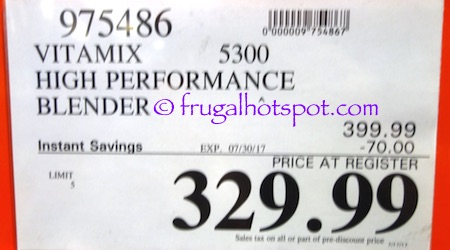 975486
0000009754867
VITAMIX 5300
HIGH PERFORMANCE
BLENDER
© frugalhotspot.com
399.99
Instant Savings EXP. 07/30/17 -70.00
PRICE AT REGISTER
LIMIT
5
329.99
Sales tax on all or part of pre-discount price